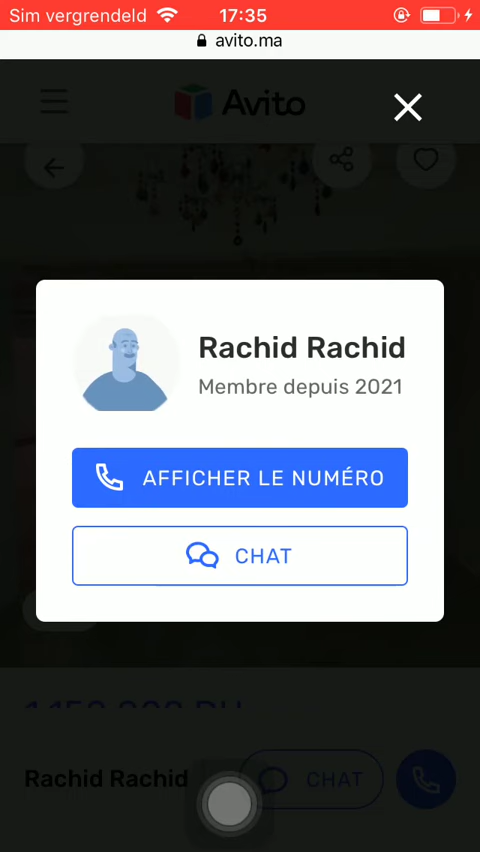 Sim vergrendeld 17:35
avito.ma
Avito
Rachid Rachid
Membre depuis 2021
AFFICHER LE NUMÉRO
CHAT
Rachid Rachid CHAT